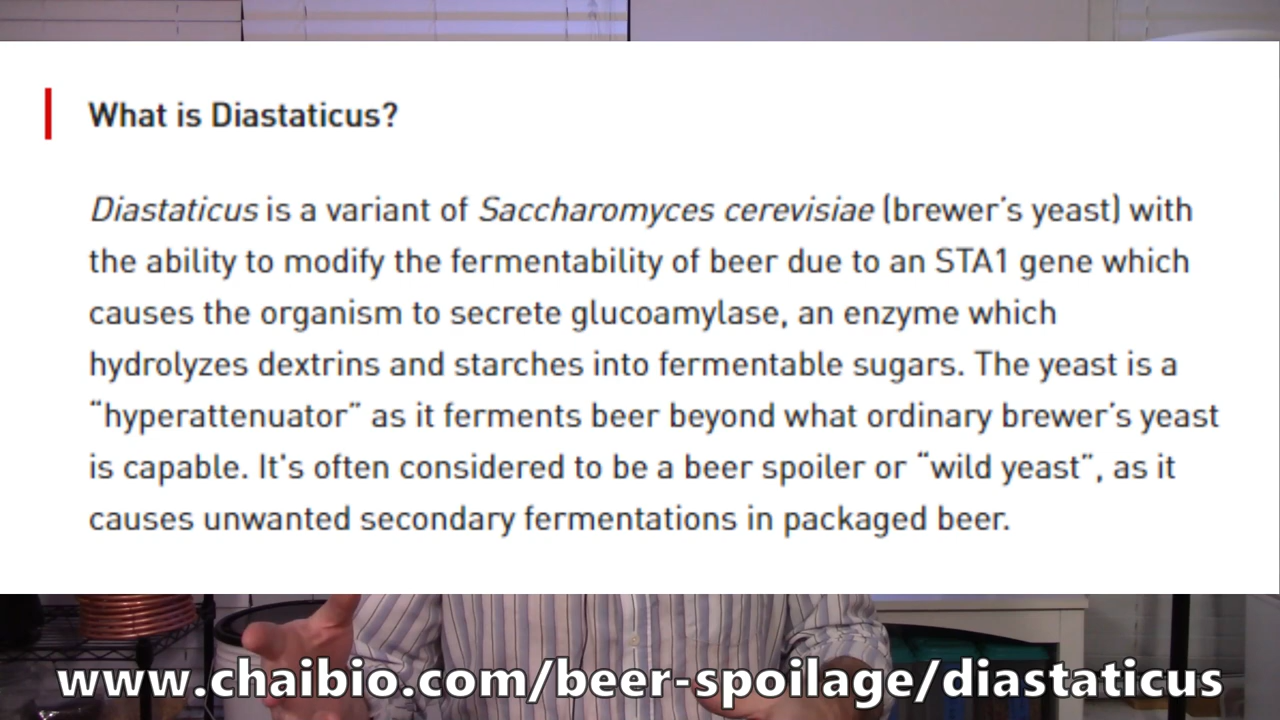 What is Diastaticus?
Diastaticus is a variant of Saccharomyces cerevisiae (brewer's yeast) with
the ability to modify the fermentability of beer due to an STA1 gene which
causes the organism to secrete glucoamylase, an enzyme which
hydrolyzes dextrins and starches into fermentable sugars. The yeast is a
“hyperattenuator” as it ferments beer beyond what ordinary brewer's yeast
is capable. It's often considered to be a beer spoiler or “wild yeast”, as it
causes unwanted secondary fermentations in packaged beer.
www.chaibio.com/beer-spoilage/diastaticus